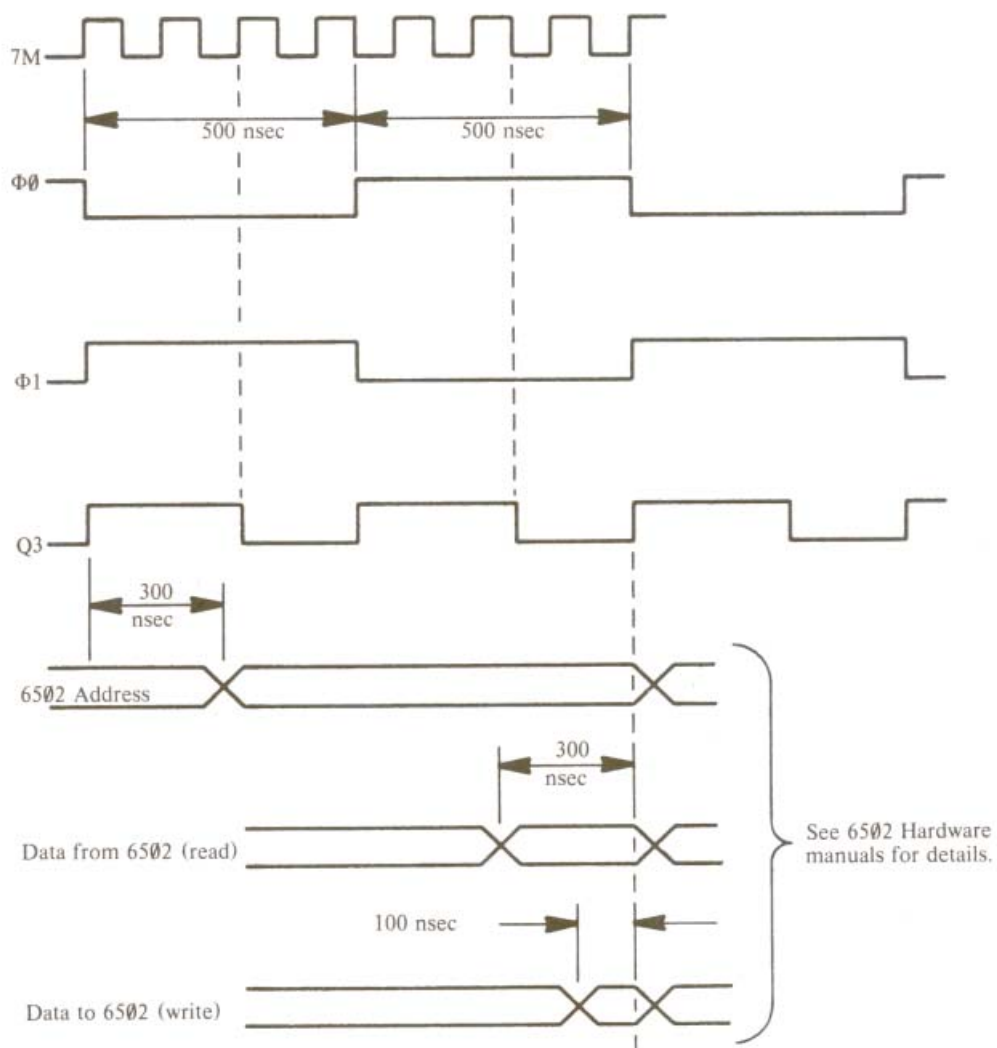 7M
500 nsec
500 nsec
Φ0
Φ1
Q3
300
nsec
6502 Address
300
nsec
Data from 6502 (read)
See 6502 Hardware
manuals for details.
100 nsec
Data to 6502 (write)